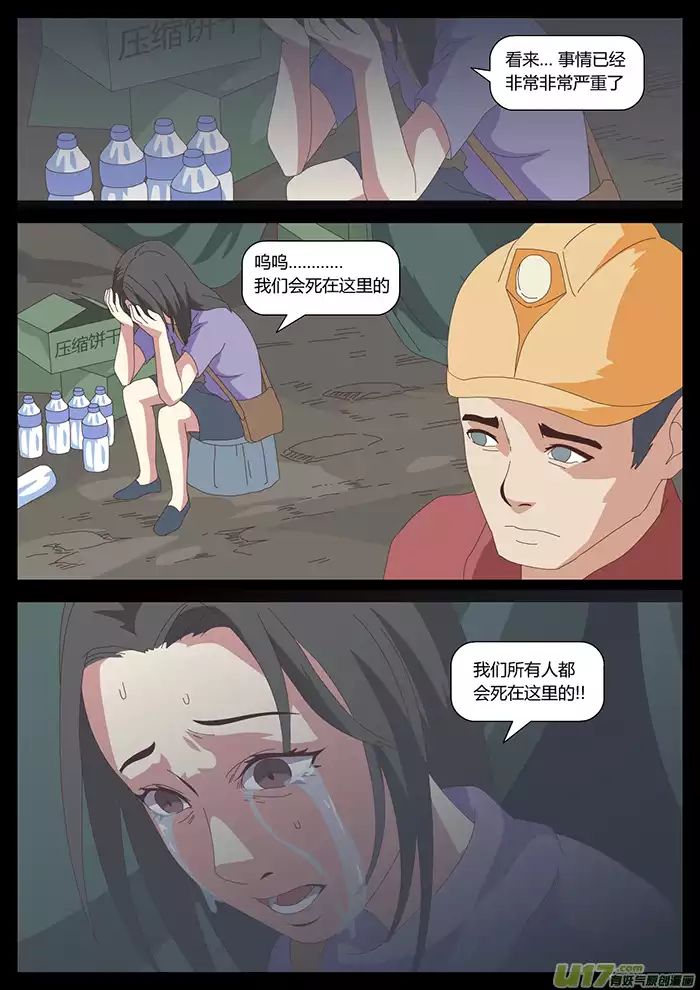 压缩饼干
看来... 事情已经
非常非常严重了
呜呜............
我们会死在这里的
压缩饼干
我们所有人都
会死在这里的!!
U17.com
有妖气原创漫画